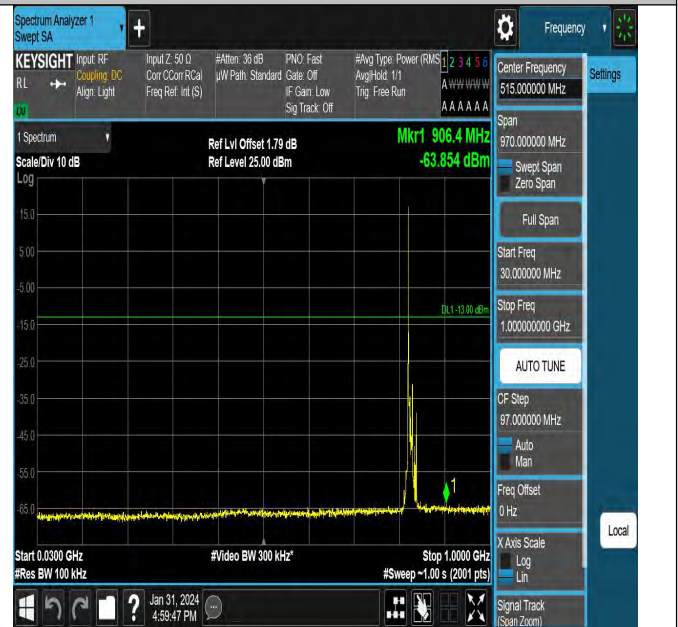 Spectrum Analyzer 1
Swept SA
Frequency
KEYSIGHT
RL
Input: RF
Coupling: DC
Align: Light
Input Z: 50 Ω
Corr CCorr RCal
Freq Ref: Int (S)
#Atten: 36 dB
µW Path: Standard
PNO: Fast
Gate: Off
IF Gain: Low
Sig Track: Off
#Avg Type: Power (RMS
Avg|Hold: 1/1
Trig: Free Run
1 2 3 4 5 6
A W W W W W
A A A A A A
1 Spectrum
Scale/Div 10 dB
Log
Ref Lvl Offset 1.79 dB
Ref Level 25.00 dBm
Mkr1 906.4 MHz
-63.854 dBm
15.0
5.00
-5.00
-15.0
-25.0
-35.0
-45.0
-55.0
-65.0
DL1 -13.00 dBm
1
Start 0.0300 GHz
#Res BW 100 kHz
#Video BW 300 kHz*
Stop 1.0000 GHz
#Sweep ~1.00 s (2001 pts)
Center Frequency
515.000000 MHz
Settings
Span
970.000000 MHz
Swept Span
Zero Span
Full Span
Start Freq
30.000000 MHz
Stop Freq
1.000000000 GHz
AUTO TUNE
CF Step
97.000000 MHz
Auto
Man
Freq Offset
0 Hz
X Axis Scale
Log
Lin
Local
Signal Track
(Span Zoom)
?
Jan 31, 2024
4:59:47 PM